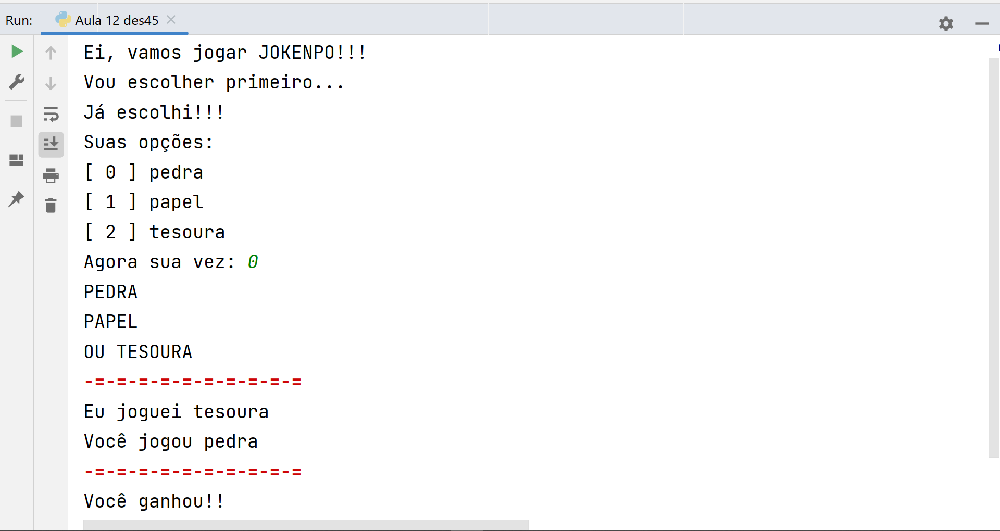 Run: Aula 12 des45
Ei, vamos jogar JOKENPO!!!
Vou escolher primeiro...
Já escolhi!!!
Suas opções:
[ 0 ] pedra
[ 1 ] papel
[ 2 ] tesoura
Agora sua vez: 0
PEDRA
PAPEL
OU TESOURA
-=-=-=-=-=-=-=-=-=-=
Eu joguei tesoura
Você jogou pedra
-=-=-=-=-=-=-=-=-=-=
Você ganhou!!